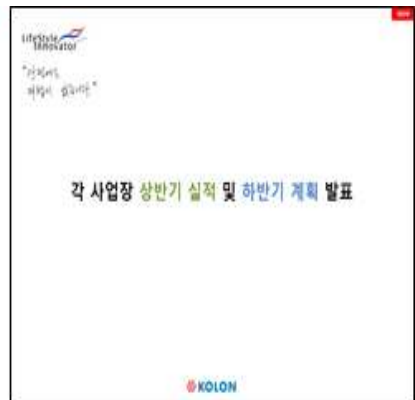 LifeStyle
Innovator
각 사업장 상반기 실적 및 하반기 계획 발표
KOLON